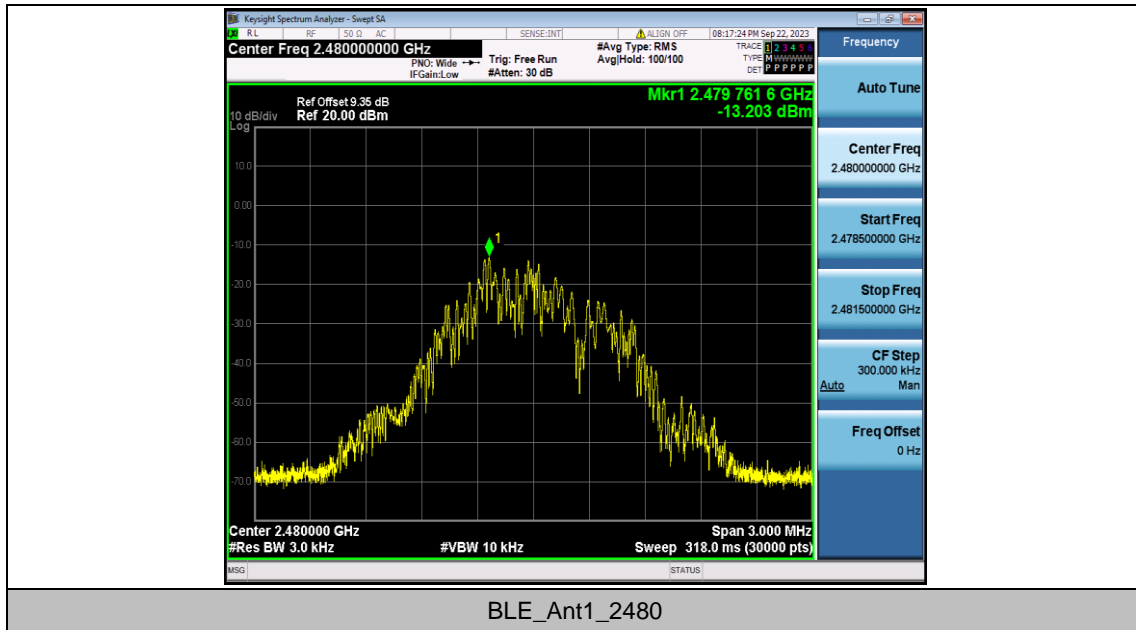 Keysight Spectrum Analyzer - Swept SA
RL RF 50 Ω AC SENSE:INT ALIGN OFF 08:17:24 PM Sep 22, 2023
Center Freq 2.480000000 GHz
PNO: Wide
IFGain:Low
Trig: Free Run
#Atten: 30 dB
#Avg Type: RMS
Avg|Hold: 100/100
TRACE 1 2 3 4 5 6
TYPE M WWWWW
DET P P P P P P
Ref Offset 9.35 dB
Ref 20.00 dBm
10 dB/div
Log
Mkr1 2.479 761 6 GHz
-13.203 dBm
1
10.0
0.00
-10.0
-20.0
-30.0
-40.0
-50.0
-60.0
-70.0
Center 2.480000 GHz
Span 3.000 MHz
#Res BW 3.0 kHz
#VBW 10 kHz
Sweep 318.0 ms (30000 pts)
MSG
STATUS
Frequency
Auto Tune
Center Freq
2.480000000 GHz
Start Freq
2.478500000 GHz
Stop Freq
2.481500000 GHz
CF Step
300.000 kHz
Auto Man
Freq Offset
0 Hz
BLE_Ant1_2480